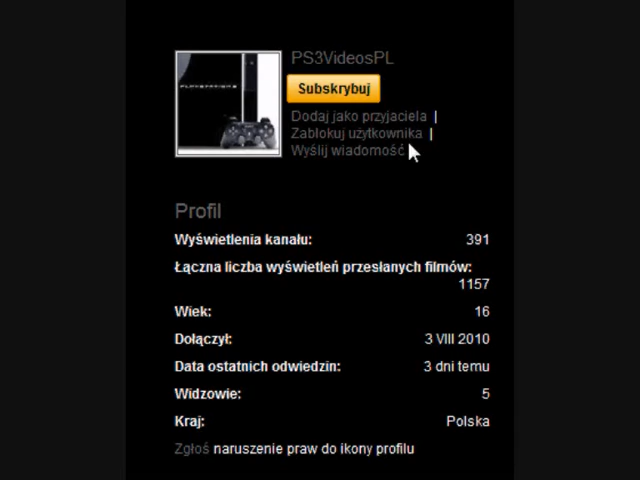 PS3VideosPL
Subskrybuj
Dodaj jako przyjaciela |
Zablokuj użytkownika |
Wyślij wiadomość
Profil
Wyświetlenia kanału: 391
Łączna liczba wyświetleń przesłanych filmów:
1157
Wiek: 16
Dołączył: 3 VIII 2010
Data ostatnich odwiedzin: 3 dni temu
Widzowie: 5
Kraj: Polska
Zgłoś naruszenie praw do ikony profilu